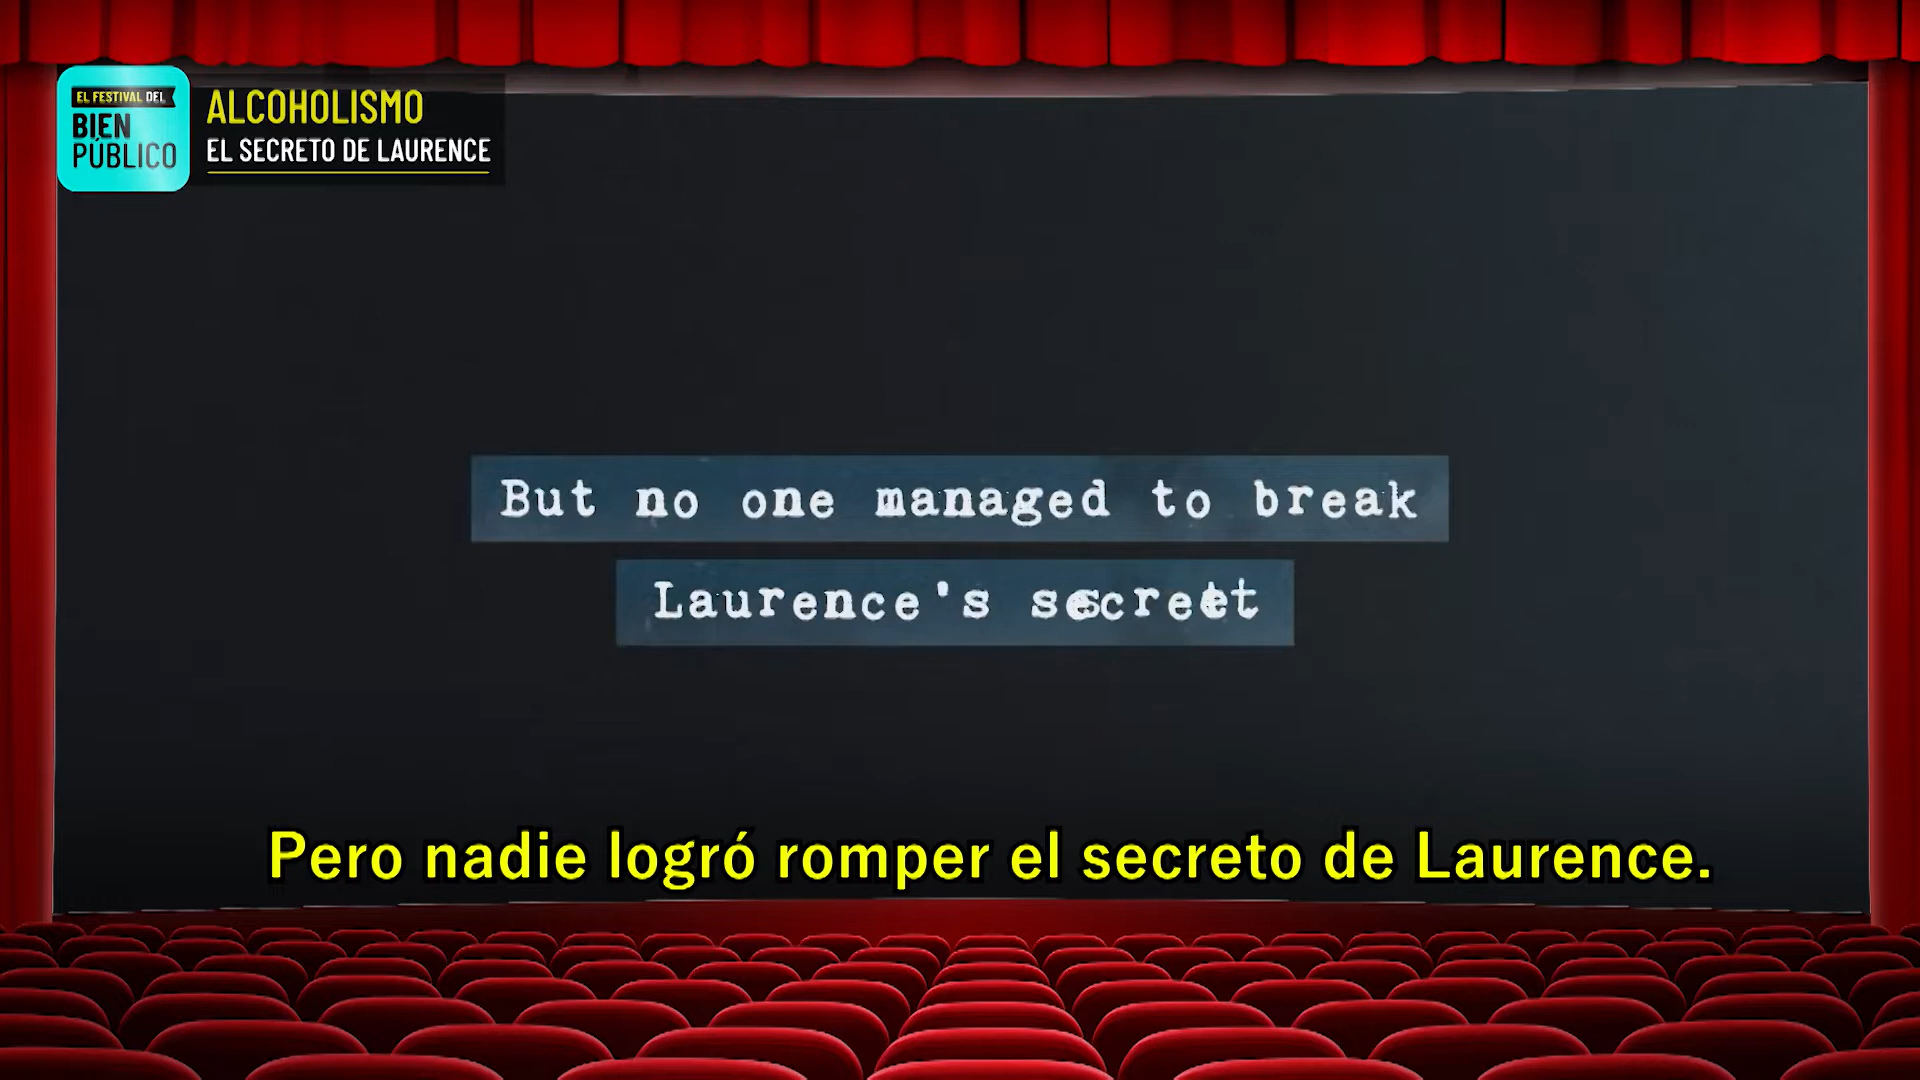 EL FESTIVAL DEL
BIEN
PÚBLICO
ALCOHOLISMO
EL SECRETO DE LAURENCE
But no one managed to break
Laurence's secret
Pero nadie logró romper el secreto de Laurence.